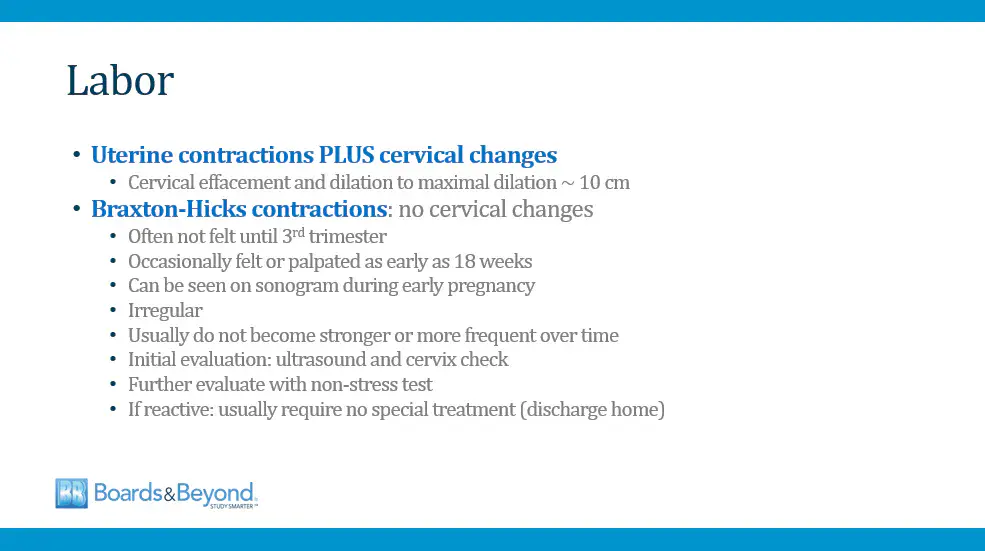 Labor
• Uterine contractions PLUS cervical changes
• Cervical effacement and dilation to maximal dilation ~ 10 cm
• Braxton-Hicks contractions: no cervical changes
• Often not felt until 3rd trimester
• Occasionally felt or palpated as early as 18 weeks
• Can be seen on sonogram during early pregnancy
• Irregular
• Usually do not become stronger or more frequent over time
• Initial evaluation: ultrasound and cervix check
• Further evaluate with non-stress test
• If reactive: usually require no special treatment (discharge home)
BB Boards&Beyond®
STUDY SMARTER™